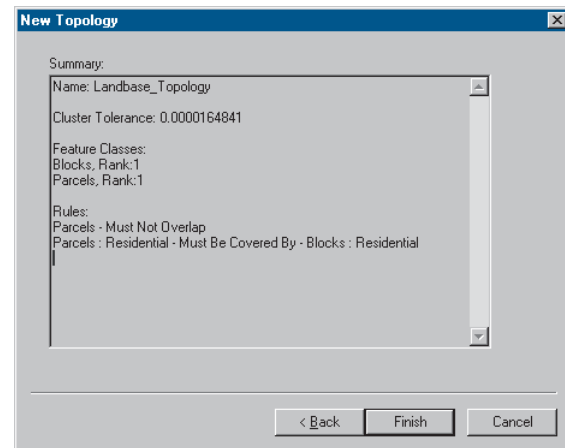 New Topology
Summary:
Name: Landbase_Topology
Cluster Tolerance: 0.0000164841
Feature Classes:
Blocks, Rank:1
Parcels, Rank:1
Rules:
Parcels - Must Not Overlap
Parcels : Residential - Must Be Covered By - Blocks : Residential
< Back
Finish
Cancel